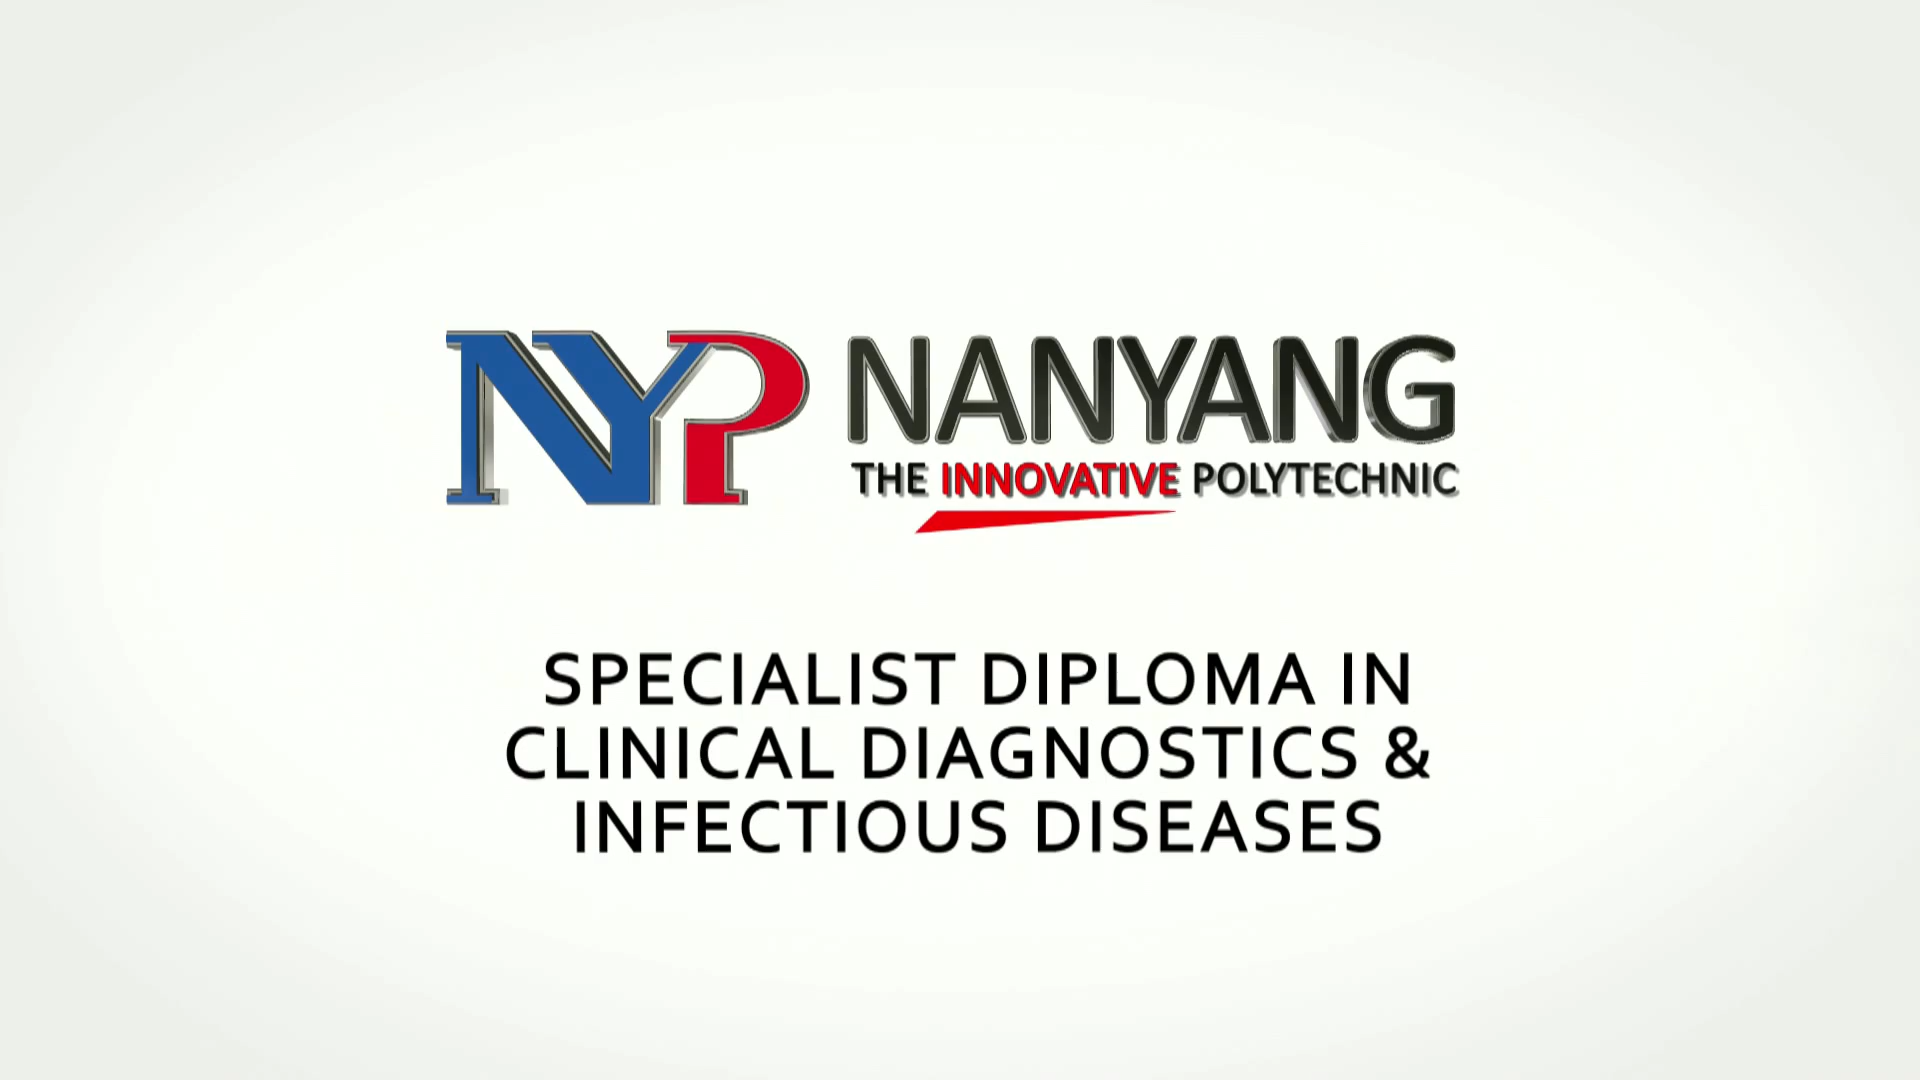 NYP NANYANG
THE INNOVATIVE POLYTECHNIC
SPECIALIST DIPLOMA IN
CLINICAL DIAGNOSTICS &
INFECTIOUS DISEASES